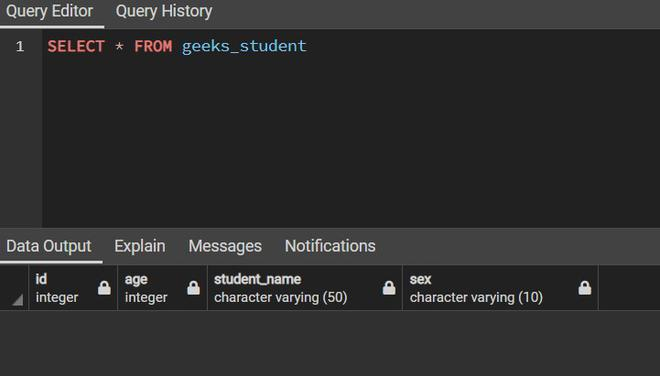 Query Editor Query History
1 SELECT * FROM geeks_student
Data Output Explain Messages Notifications
id age student_name sex
integer integer character varying (50) character varying (10)